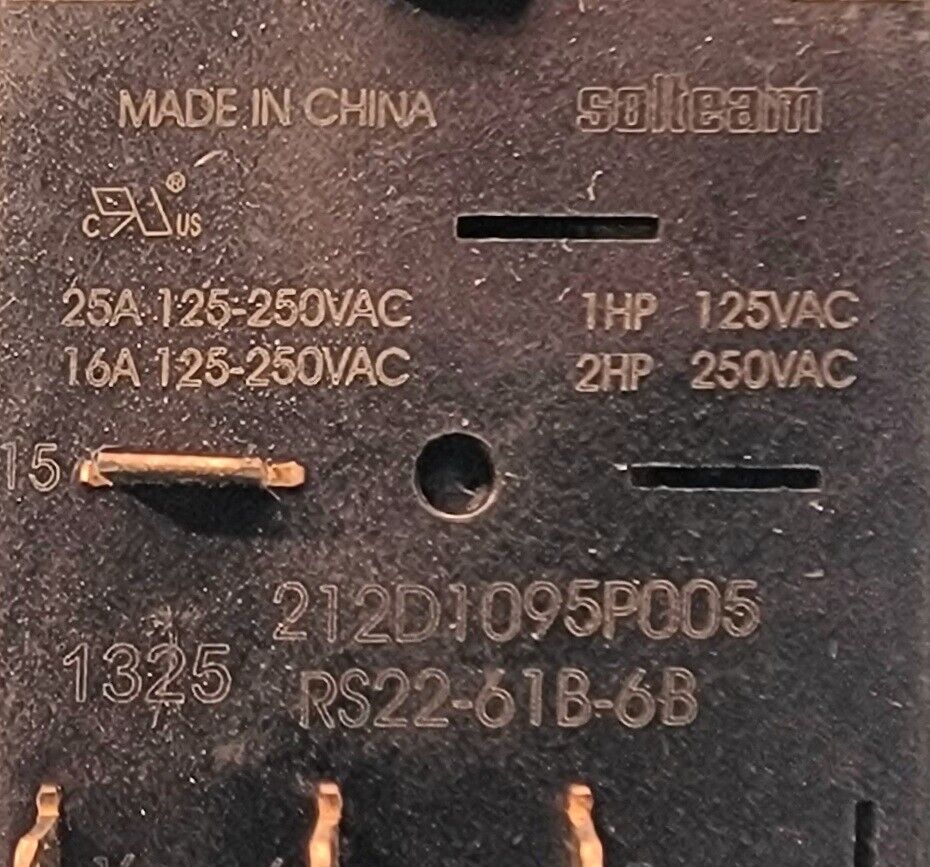 MADE IN CHINA
solteam
c RU ® US
25A 125-250VAC
1HP 125VAC
16A 125-250VAC
2HP 250VAC
15
212D1095P005
1325
RS22-61B-6B